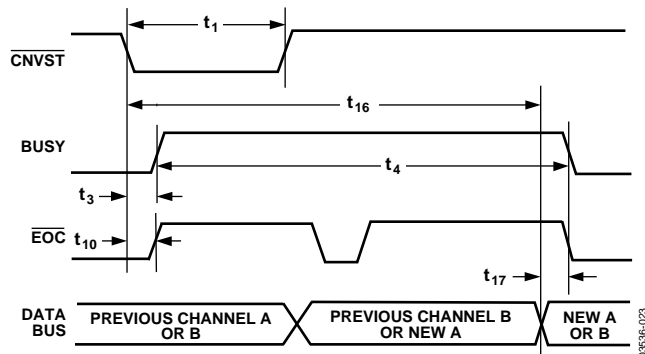 t1
CNVST
t16
BUSY
t4
t3
EOC
t10
t17
DATA
BUS
PREVIOUS CHANNEL A
OR B
PREVIOUS CHANNEL B
OR NEW A
NEW A
OR B
03536-023